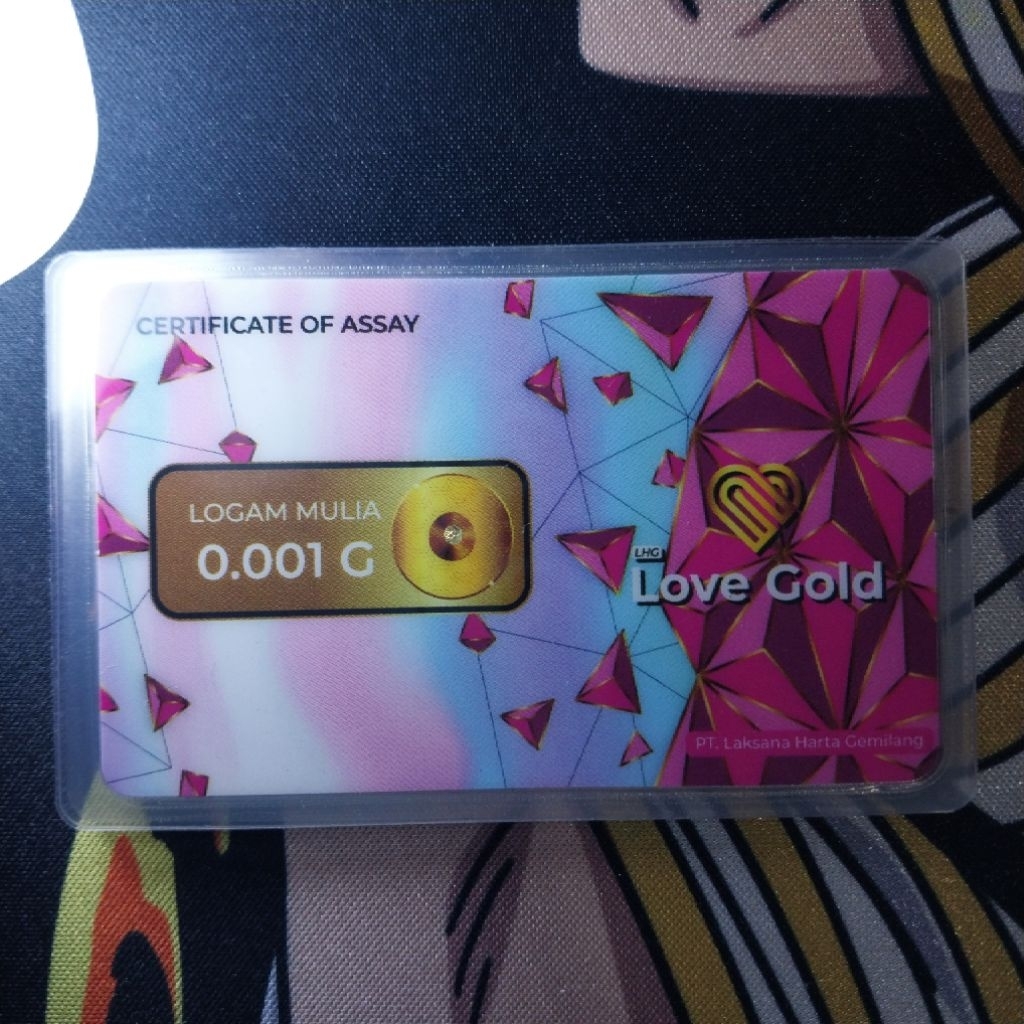 CERTIFICATE OF ASSAY
LOGAM MULIA
0.001 G
LHG
Love Gold
PT. Laksana Harta Gemilang